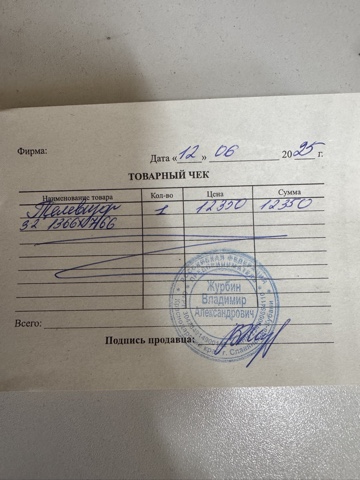 Фирма:
Дата «12» 06 2025 г.
ТОВАРНЫЙ ЧЕК
Наименование товара Кол-во Цена Сумма
Телевизор 1 12350 12350
32 1366х766
Журбин
Владимир
Александрович
Всего:
Подпись продавца: